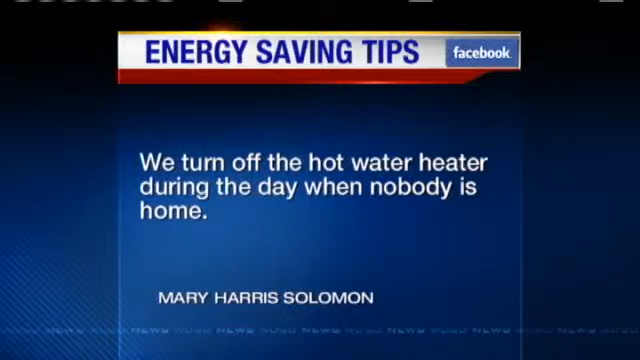 ENERGY SAVING TIPS facebook
We turn off the hot water heater
during the day when nobody is
home.
MARY HARRIS SOLOMON